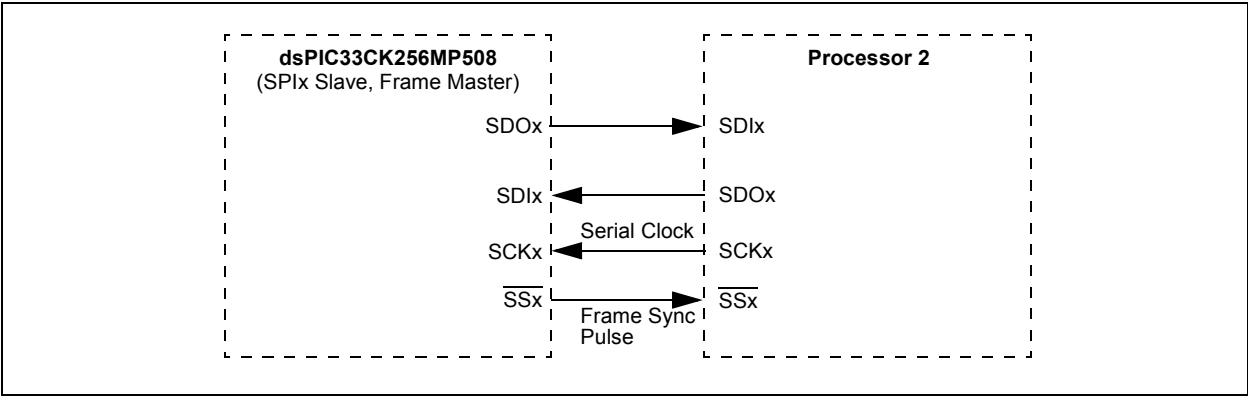 dsPIC33CK256MP508
(SPIx Slave, Frame Master)
Processor 2
SDOx
SDIx
SDIx
SDOx
Serial Clock
SCKx
SCKx
SSx
SSx
Frame Sync
Pulse